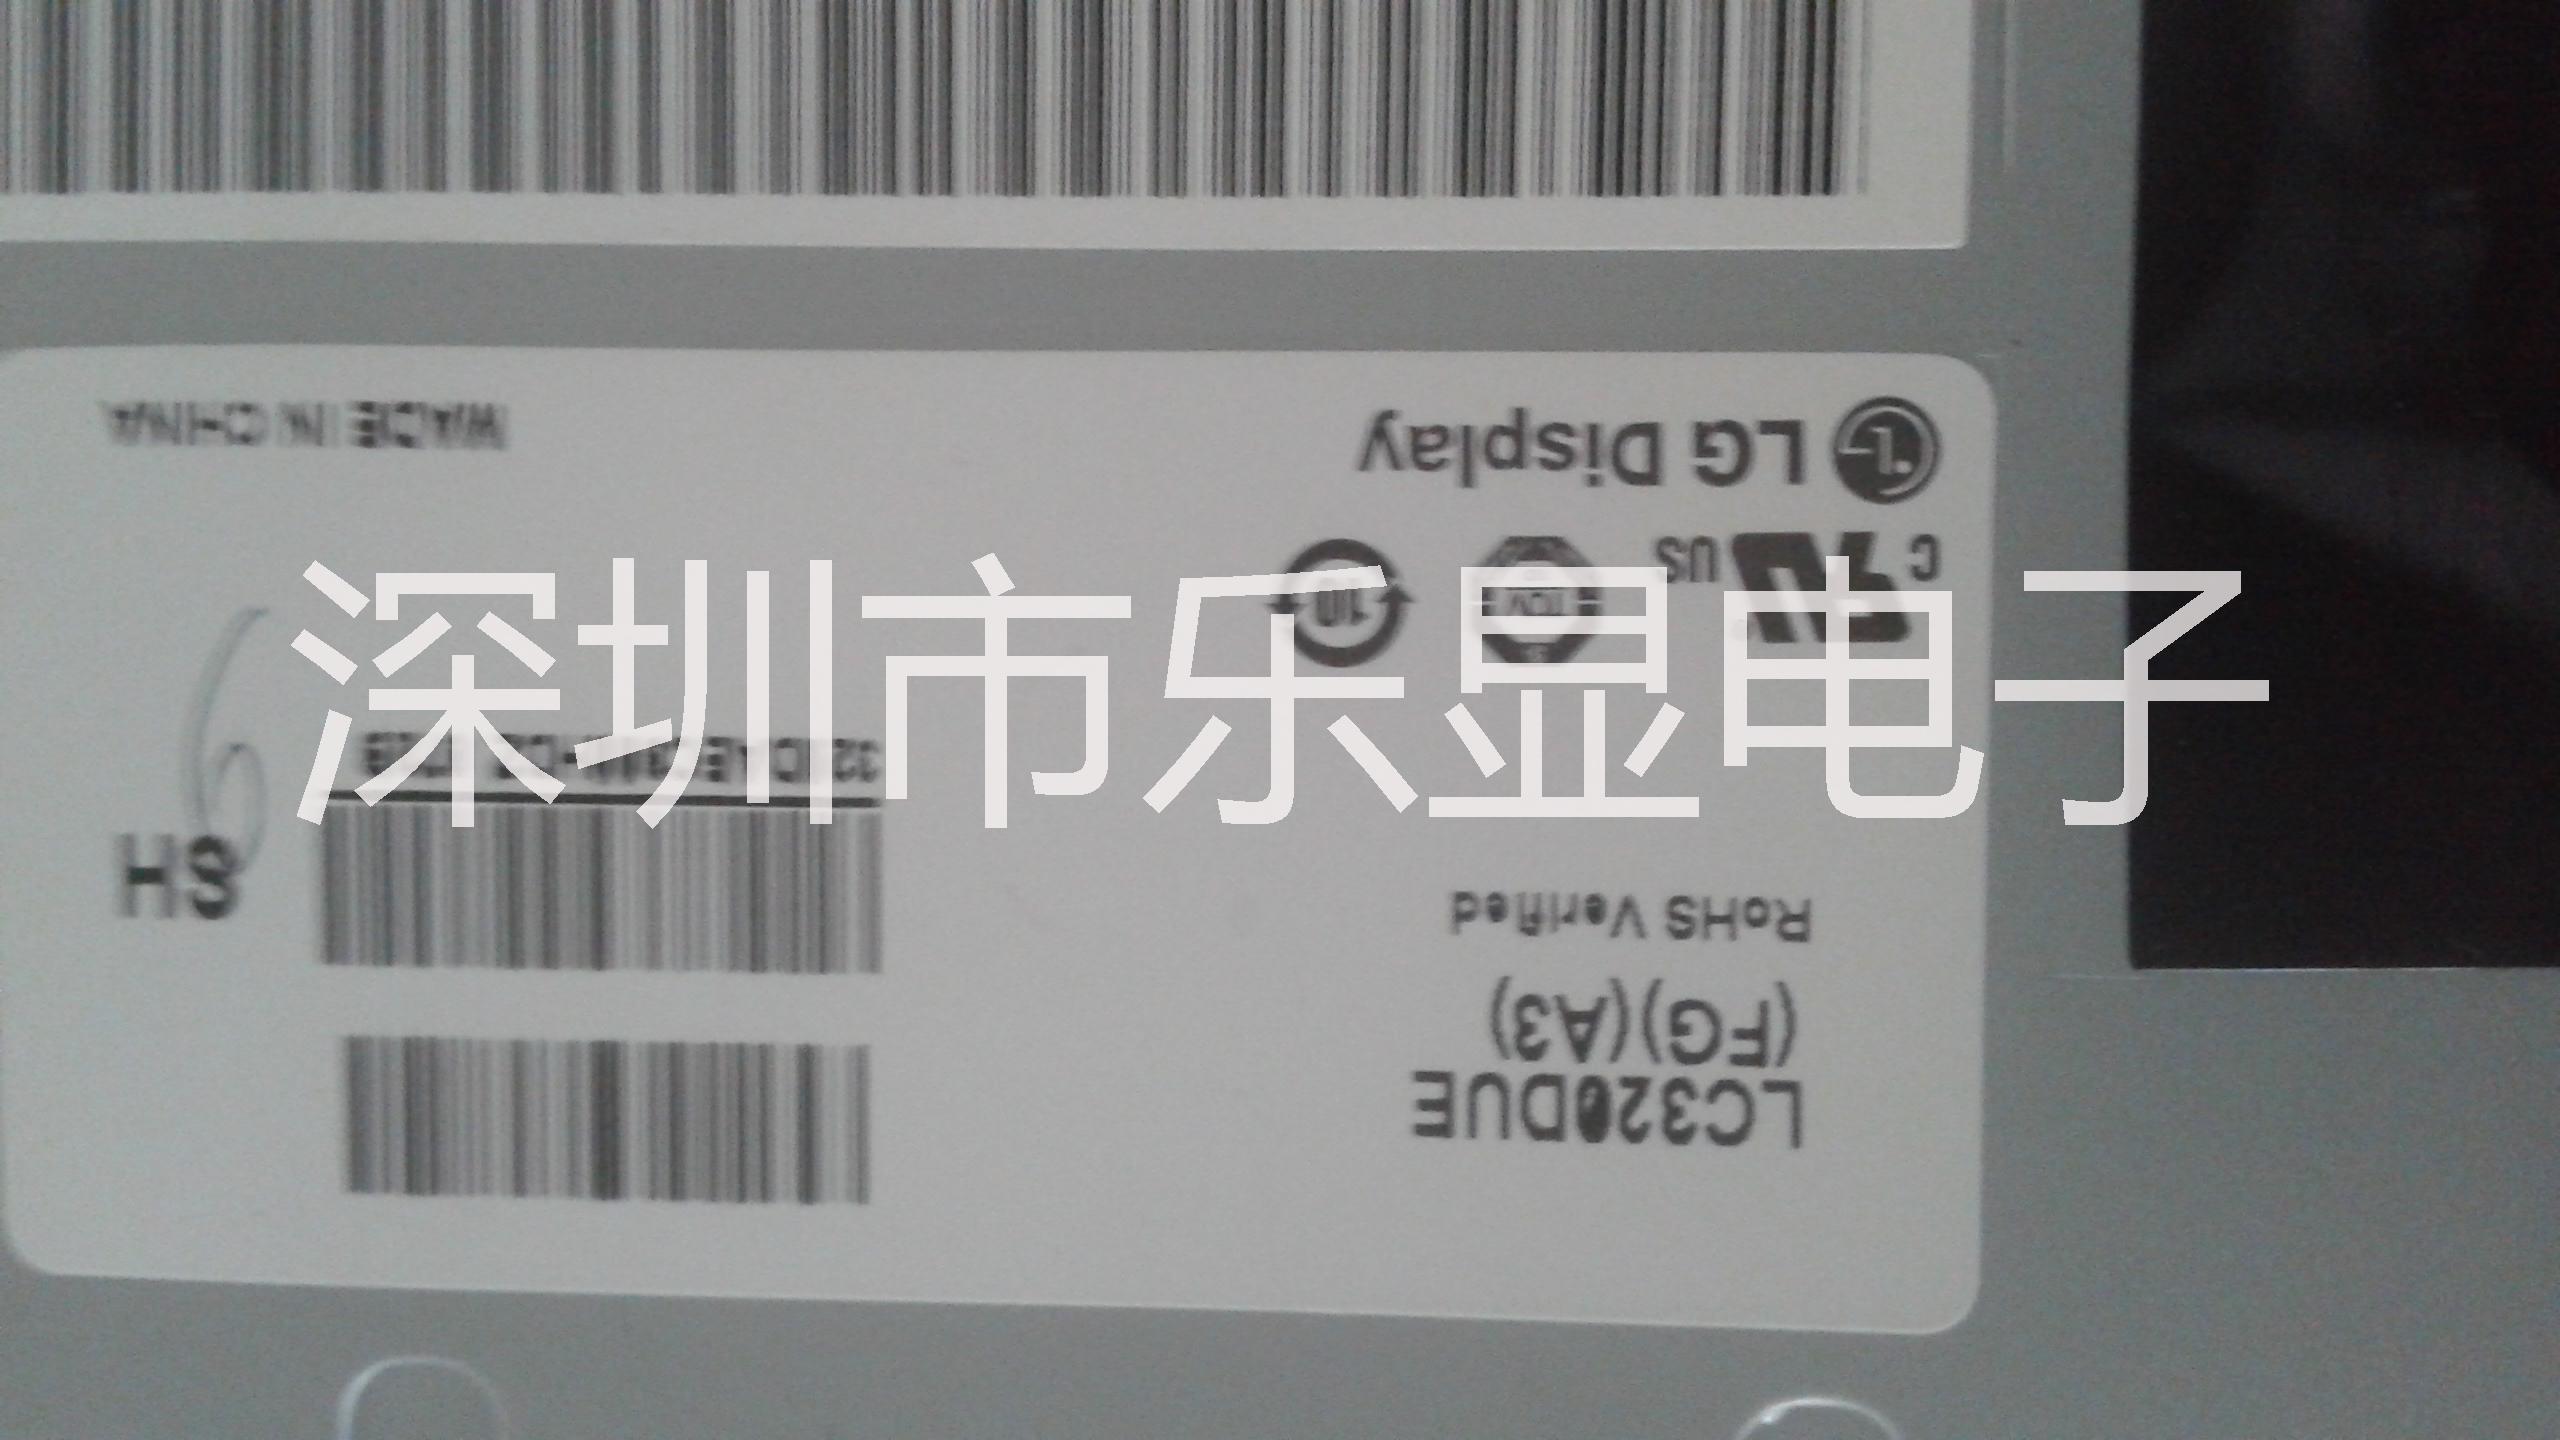 LC320DUE
(FG)(A3)
RoHS Verified
c US
10
LG Display
SH
MADE IN CHINA
深圳市乐显电子